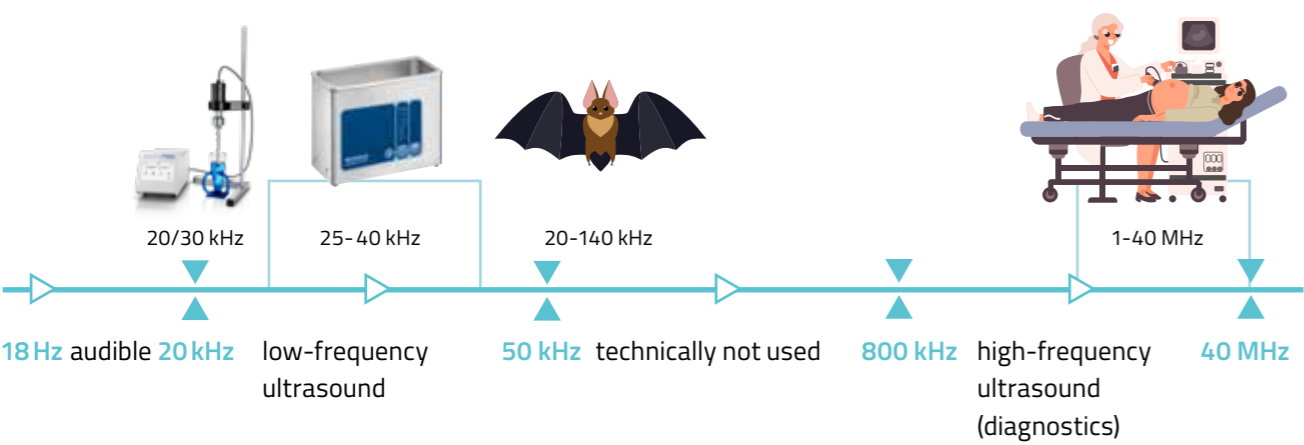 20/30 kHz
25-40 kHz
20-140 kHz
1-40 MHz
18 Hz audible 20 kHz low-frequency
ultrasound
50 kHz technically not used
800 kHz high-frequency
ultrasound
(diagnostics)
40 MHz